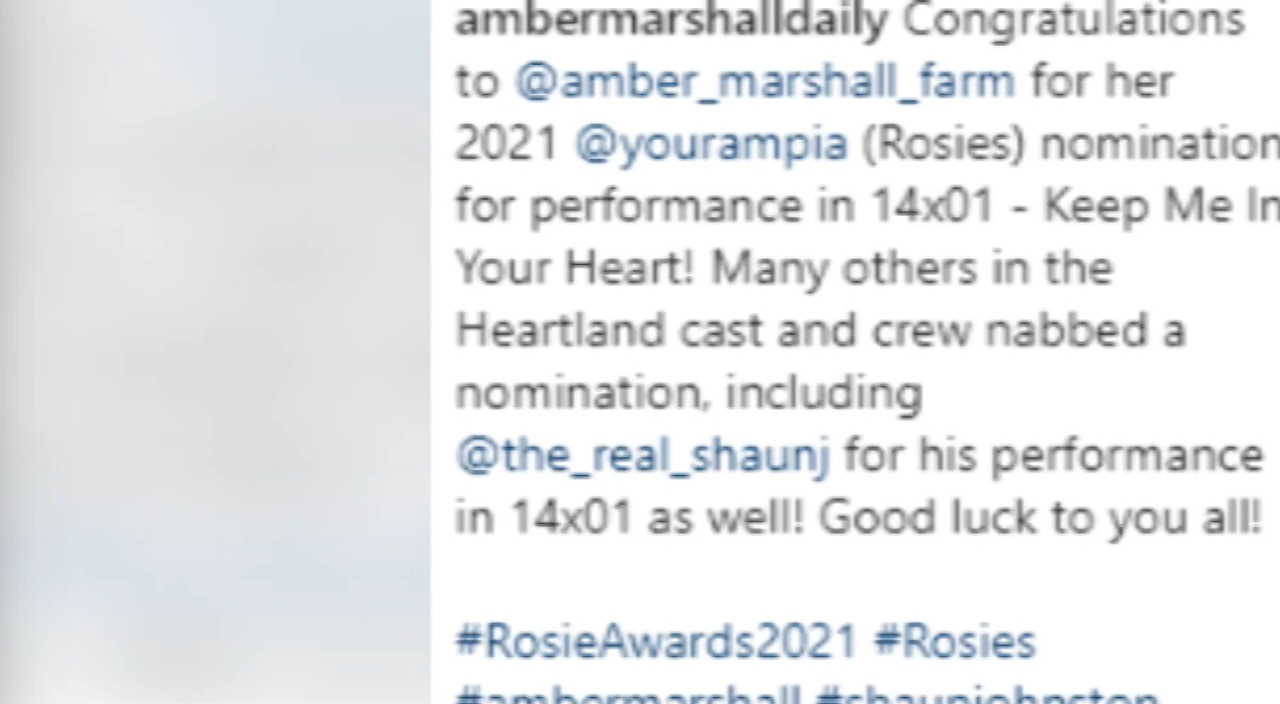 ambermarshalldaily Congratulations
to @amber_marshall_farm for her
2021 @yourampia (Rosies) nomination
for performance in 14x01 - Keep Me In
Your Heart! Many others in the
Heartland cast and crew nabbed a
nomination, including
@the_real_shaunj for his performance
in 14x01 as well! Good luck to you all!
#RosieAwards2021 #Rosies
#ambermarshall #shaunjohnston